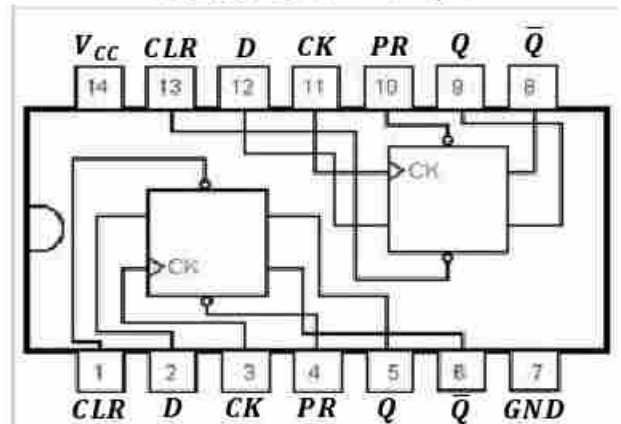 V_CC CLR D CK PR Q Q̅
14 13 12 11 10 9 8
CK
CK
1 2 3 4 5 6 7
CLR D CK PR Q Q̅ GND